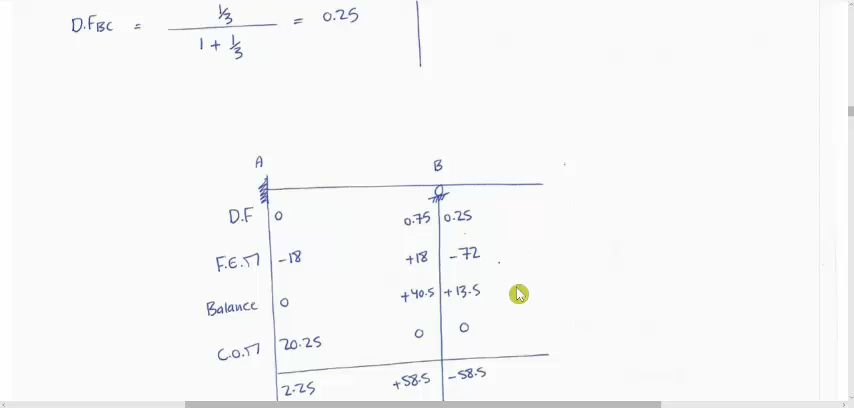 D.FBC = 1/3 / 1 + 1/3 = 0.25
A B
D.F 0 0.75 0.25
F.E.M -18 +18 -72
Balance 0 +40.5 +13.5
C.O.M 20.25 0 0
2.25 +58.5 -58.5